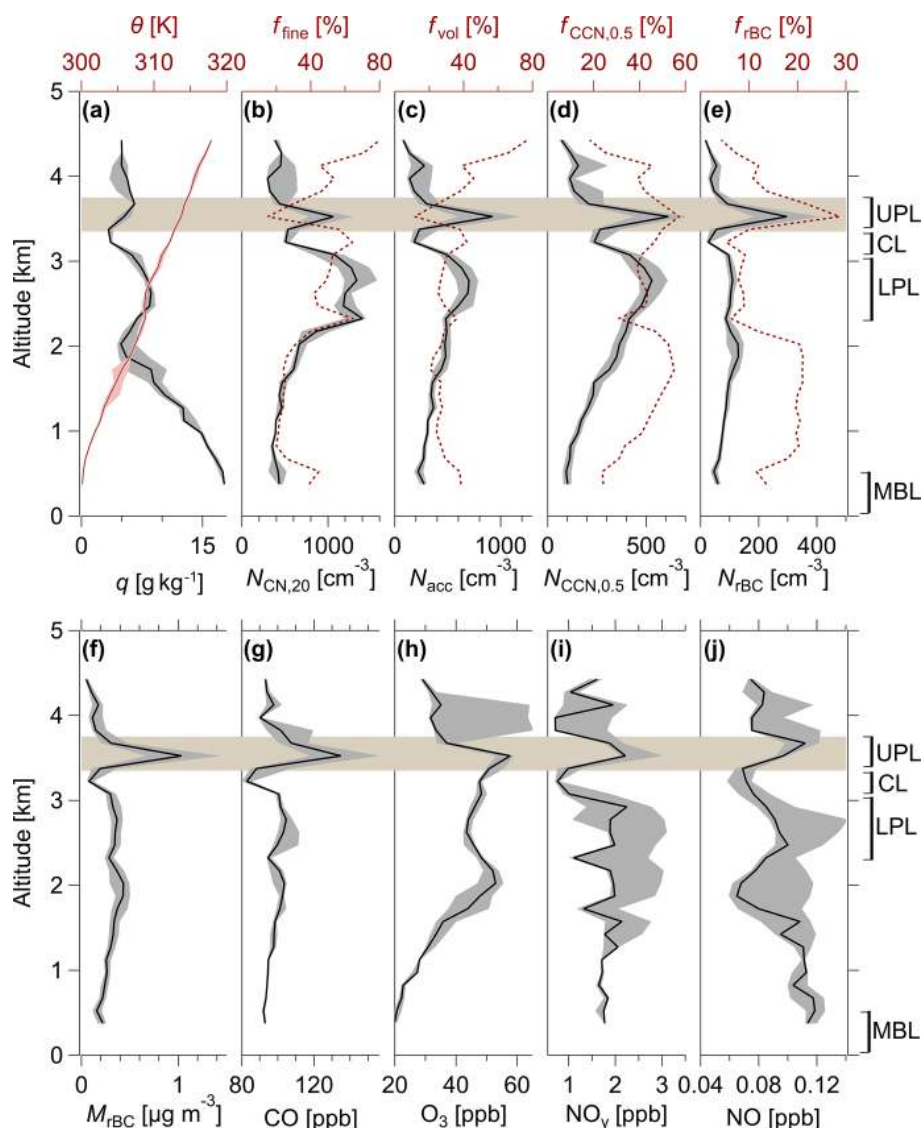 θ [K] f_fine [%] f_vol [%] f_CCN,0.5 [%] f_rBC [%]
300 310 320 0 40 80 0 40 80 20 40 60 10 20 30
(a) (b) (c) (d) (e)
5
4
3
2
1
0
Altitude [km]
UPL
CL
LPL
MBL
0 15 0 1000 0 1000 0 500 0 200 400
q [g kg⁻¹] N_CN,20 [cm⁻³] N_acc [cm⁻³] N_CCN,0.5 [cm⁻³] N_rBC [cm⁻³]
(f) (g) (h) (i) (j)
5
4
3
2
1
0
Altitude [km]
UPL
CL
LPL
MBL
0 1 80 120 20 40 60 1 2 3 0.04 0.08 0.12
M_rBC [µg m⁻³] CO [ppb] O₃ [ppb] NO_y [ppb] NO [ppb]